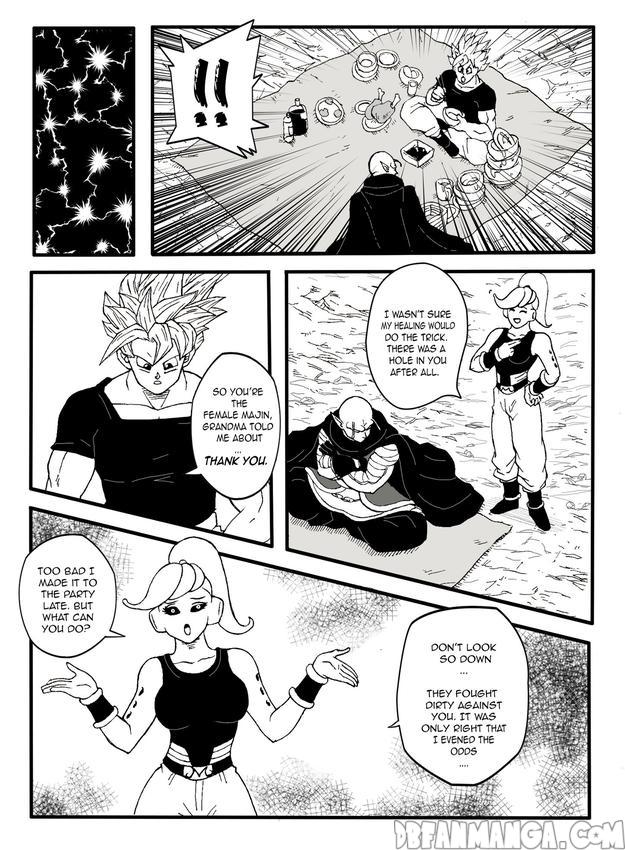 !!
I WASN'T SURE
MY HEALING WOULD
DO THE TRICK.
THERE WAS A
HOLE IN YOU
AFTER ALL.
SO YOU'RE
THE
FEMALE MAJIN,
GRANDMA TOLD
ME ABOUT
...
THANK YOU.
TOO BAD I
MADE IT TO
THE PARTY
LATE. BUT
WHAT CAN
YOU DO?
DON'T LOOK
SO DOWN
...
THEY FOUGHT
DIRTY AGAINST
YOU. IT WAS
ONLY RIGHT THAT
I EVENED THE
ODDS
....
DBFANMANGA.COM